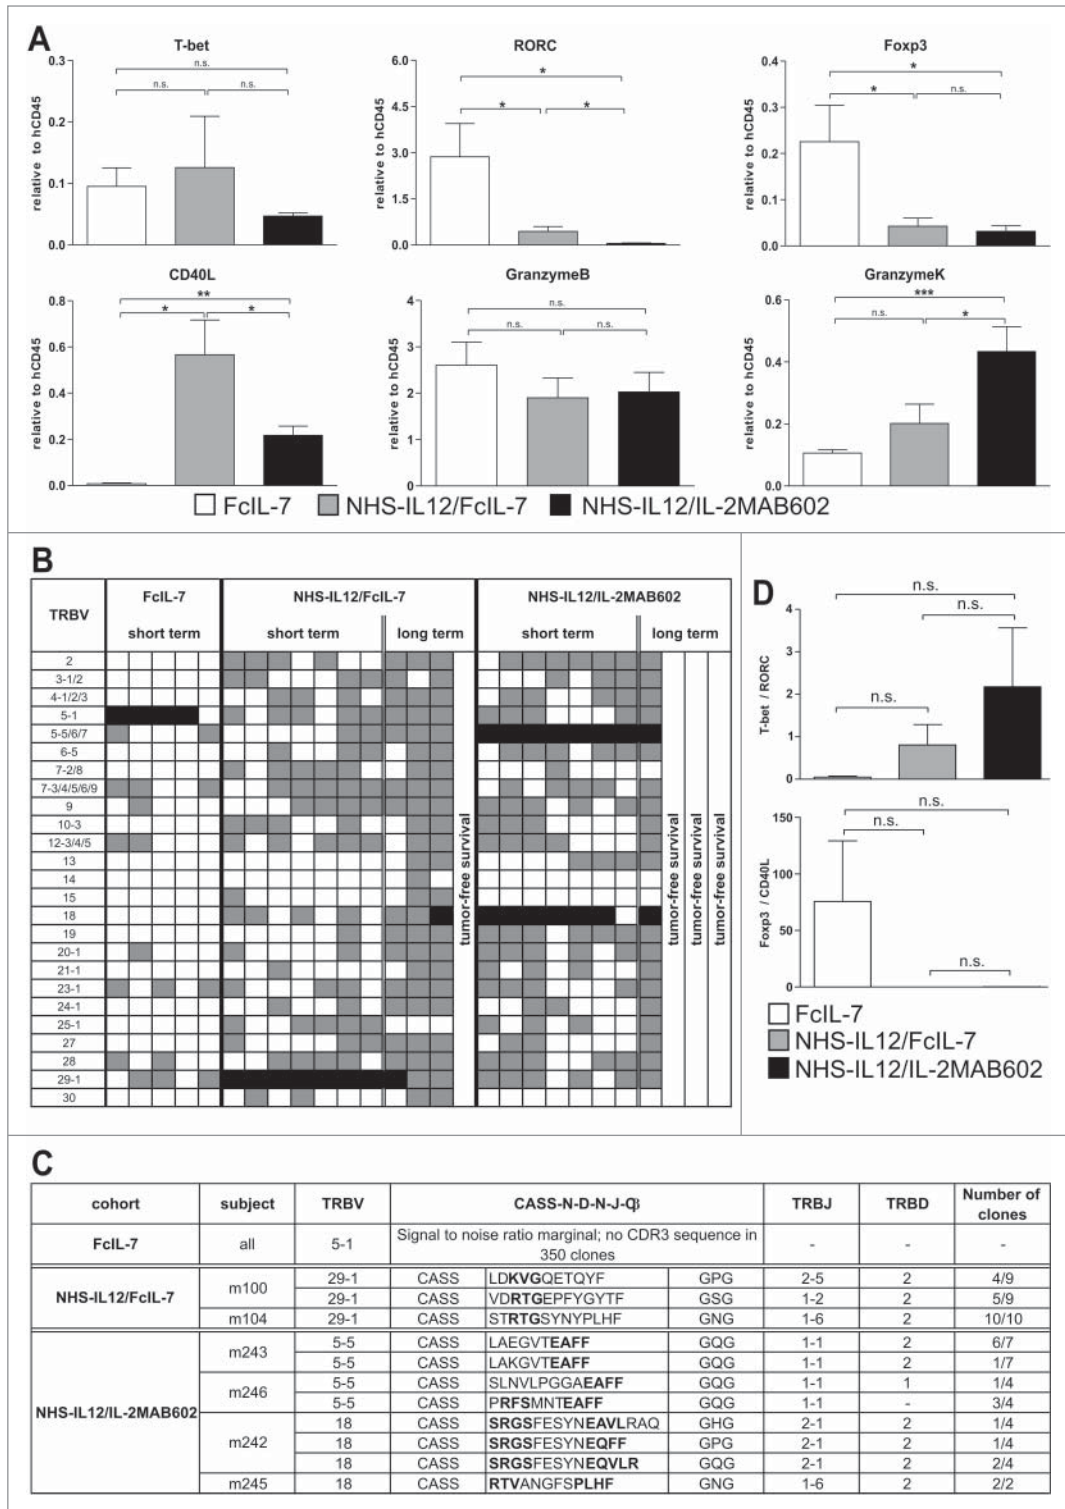 A
T-bet
RORC
Foxp3
relative to hCD45
0.3
0.2
0.1
0.0
n.s.
n.s.
n.s.
relative to hCD45
6.0
4.5
3.0
1.5
0.0
*
*
*
relative to hCD45
0.4
0.3
0.2
0.1
0.0
*
*
n.s.
CD40L
GranzymeB
GranzymeK
relative to hCD45
0.8
0.6
0.4
0.2
0.0
**
*
*
relative to hCD45
4
3
2
1
0
n.s.
n.s.
n.s.
relative to hCD45
0.6
0.4
0.2
0.0
***
n.s.
*
FcIL-7 NHS-IL12/FcIL-7 NHS-IL12/IL-2MAB602
B
TRBV FcIL-7 NHS-IL12/FcIL-7 NHS-IL12/IL-2MAB602
short term short term long term short term long term
2
3-1/2
4-1/2/3
5-1
5-5/6/7
6-5
7-2/8
7-3/4/5/6/9
9
10-3
12-3/4/5
13
14
15
18
19
20-1
21-1
23-1
24-1
25-1
27
28
29-1
30
tumor-free survival
tumor-free survival
tumor-free survival
tumor-free survival
D
T-bet / RORC
4
3
2
1
0
n.s.
n.s.
n.s.
Foxp3 / CD40L
150
100
50
0
n.s.
n.s.
n.s.
FcIL-7
NHS-IL12/FcIL-7
NHS-IL12/IL-2MAB602
C
cohort subject TRBV CASS-N-D-N-J-Cβ TRBJ TRBD Number of clones
FcIL-7 all 5-1 Signal to noise ratio marginal; no CDR3 sequence in 350 clones - - -
NHS-IL12/FcIL-7 m100 29-1 CASS LDKVGQETQYF GPG 2-5 2 4/9
29-1 CASS VDRTGEPFYGYTF GSG 1-2 2 5/9
m104 29-1 CASS STRTGSYNYPLHF GNG 1-6 2 10/10
NHS-IL12/IL-2MAB602 m243 5-5 CASS LAEGVTEAFF GQG 1-1 2 6/7
5-5 CASS LAKGVTEAFF GQG 1-1 2 1/7
m246 5-5 CASS SLNVLPGGAEAFF GQG 1-1 1 1/4
5-5 CASS PRFSMNTEAFF GQG 1-1 - 3/4
m242 18 CASS SRGSFESYNEAVLRAQ GHG 2-1 2 1/4
18 CASS SRGSFESYNEQFF GPG 2-1 2 1/4
18 CASS SRGSFESYNEQVLR GQG 2-1 2 2/4
m245 18 CASS RTVANGFSPLHF GNG 1-6 2 2/2